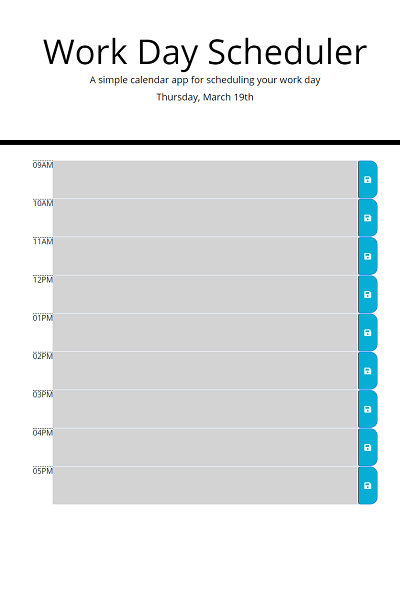 Work Day Scheduler
A simple calendar app for scheduling your work day
Thursday, March 19th
09AM
10AM
11AM
12PM
01PM
02PM
03PM
04PM
05PM